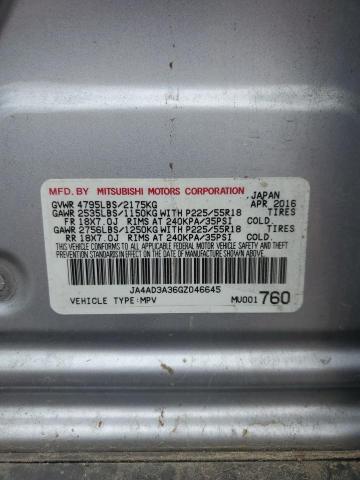 MFD.BY MITSUBISHI MOTORS CORPORATION JAPAN
GVWR 4795LBS/2175KG APR 2016
GAWR 2535LBS/1150KG WITH P225/55R18 TIRES
FR 18X7.0J RIMS AT 240KPA/35PSI COLD.
GAWR 2756LBS/1250KG WITH P225/55R18 TIRES
RR 18X7.0J RIMS AT 240KPA/35PSI COLD.
THIS VEHICLE CONFORMS TO ALL APPLICABLE FEDERAL
MOTOR VEHICLE SAFETY AND THEFT PREVENTION STANDARDS
IN EFFECT ON THE DATE OF MANUFACTURE SHOWN ABOVE.
JA4AD3A36GZ046645
VEHICLE TYPE:MPV MU001760